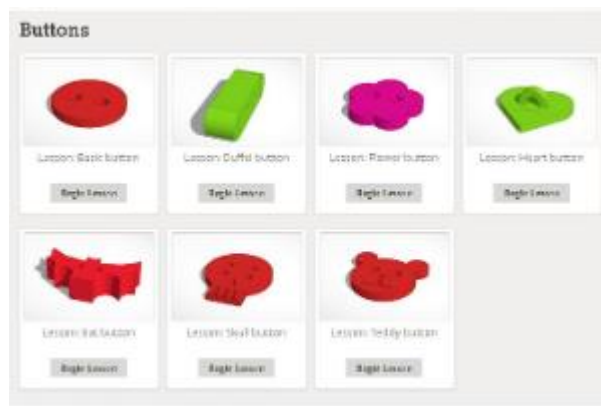 Buttons
Lesson: Basic button
Lesson: Duffel button
Lesson: Flower button
Lesson: Heart button
Begin Lesson
Begin Lesson
Begin Lesson
Begin Lesson
Lesson: Bat button
Lesson: Skull button
Lesson: Teddy button
Begin Lesson
Begin Lesson
Begin Lesson